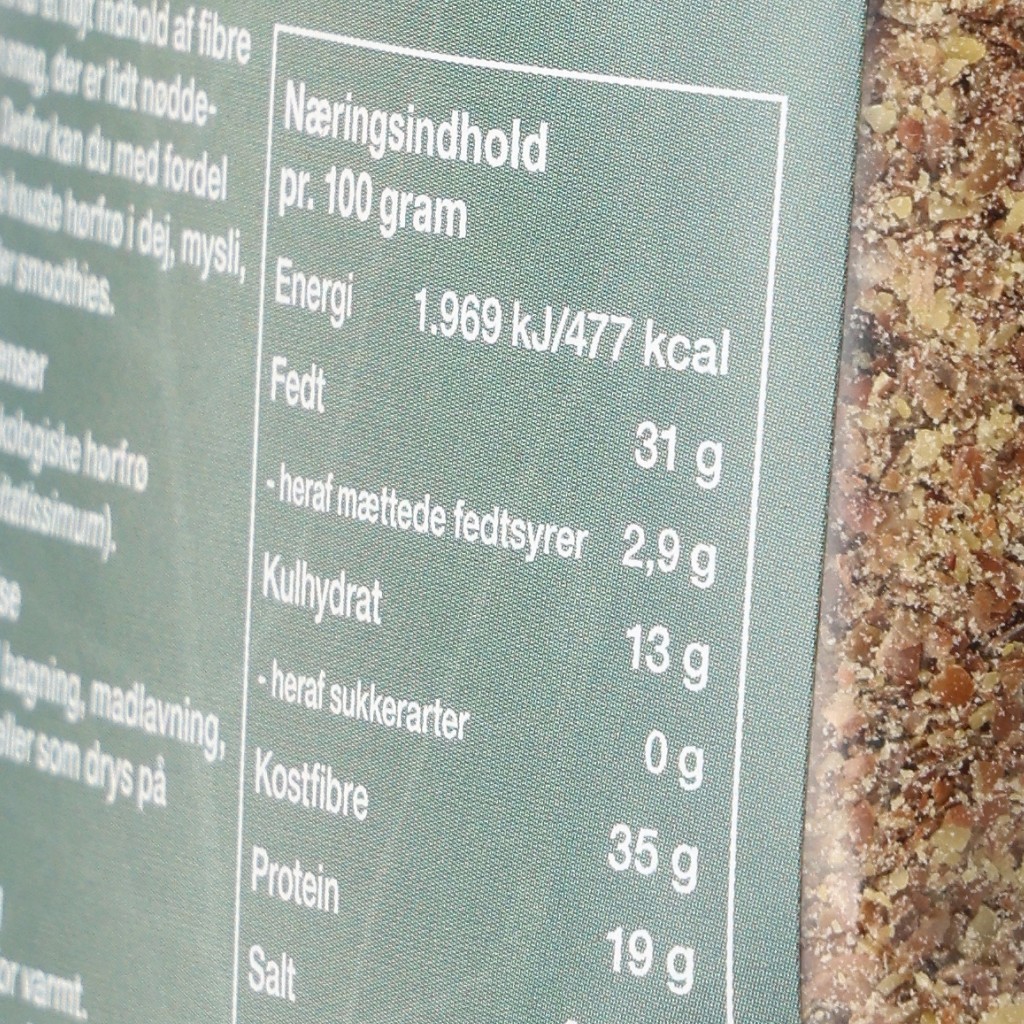 indhold af fibre
smag, der er lidt nødde-
Derfor kan du med fordel
knuste hørfrø i dej, mysli,
smoothies.
kologiske hørfrø
itatissimum).
bagning, madlavning,
eller som drys på
or varmt.
Næringsindhold
pr. 100 gram
Energi 1.969 kJ/477 kcal
Fedt 31 g
- heraf mættede fedtsyrer 2,9 g
Kulhydrat 13 g
- heraf sukkerarter 0 g
Kostfibre 35 g
Protein 19 g
Salt